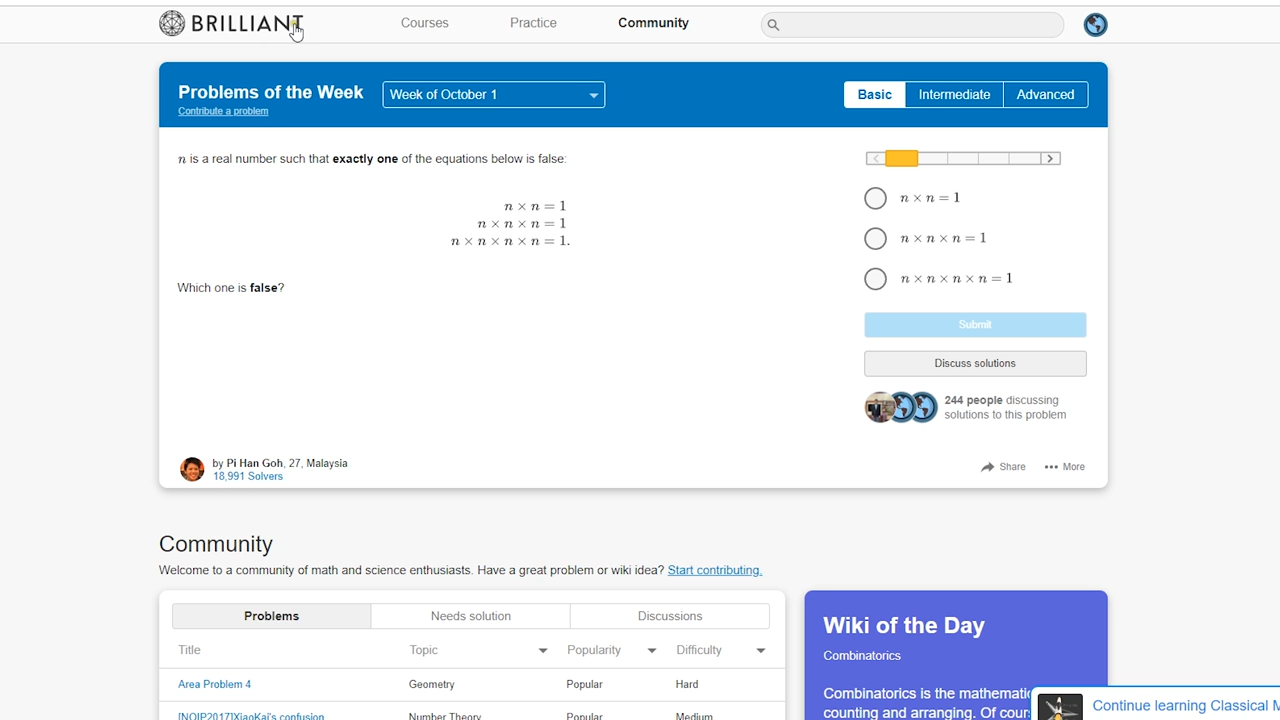 BRILLIANT Courses Practice Community
Problems of the Week Week of October 1 Basic Intermediate Advanced
Contribute a problem
n is a real number such that exactly one of the equations below is false:
n × n = 1
n × n × n = 1
n × n × n × n = 1.
Which one is false?
n × n = 1
n × n × n = 1
n × n × n × n = 1
Submit
Discuss solutions
244 people discussing
solutions to this problem
by Pi Han Goh, 27, Malaysia
18,991 Solvers
Share More
Community
Welcome to a community of math and science enthusiasts. Have a great problem or wiki idea? Start contributing.
Problems Needs solution Discussions
Title Topic Popularity Difficulty
Area Problem 4 Geometry Popular Hard
[NOIP2017]XiaoKai's confusion Number Theory Popular Medium
Wiki of the Day
Combinatorics
Combinatorics is the mathematic
counting and arranging. Of cour
Continue learning Classical M